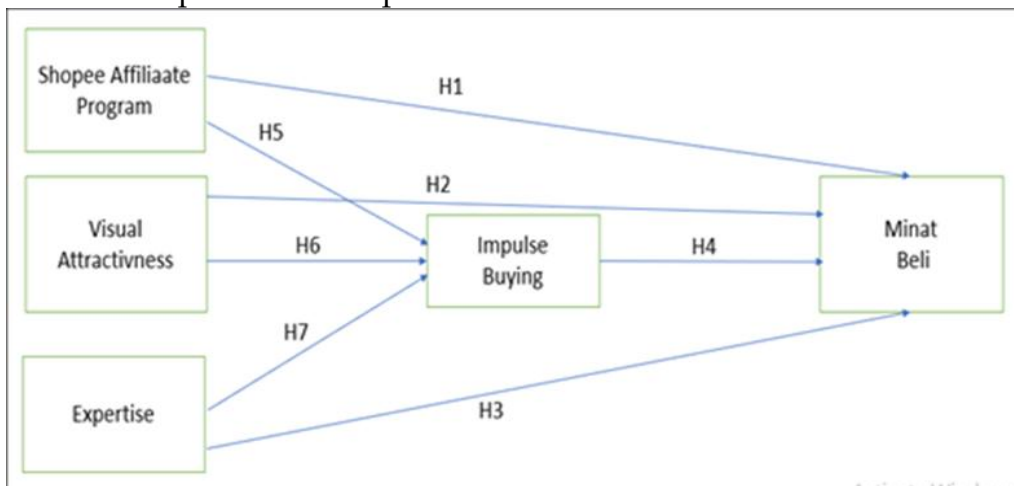 Shopee Affiliaate
Program
H1
H5
H2
Visual
Attractivness
H6
Impulse
Buying
H4
Minat
Beli
H7
Expertise
H3